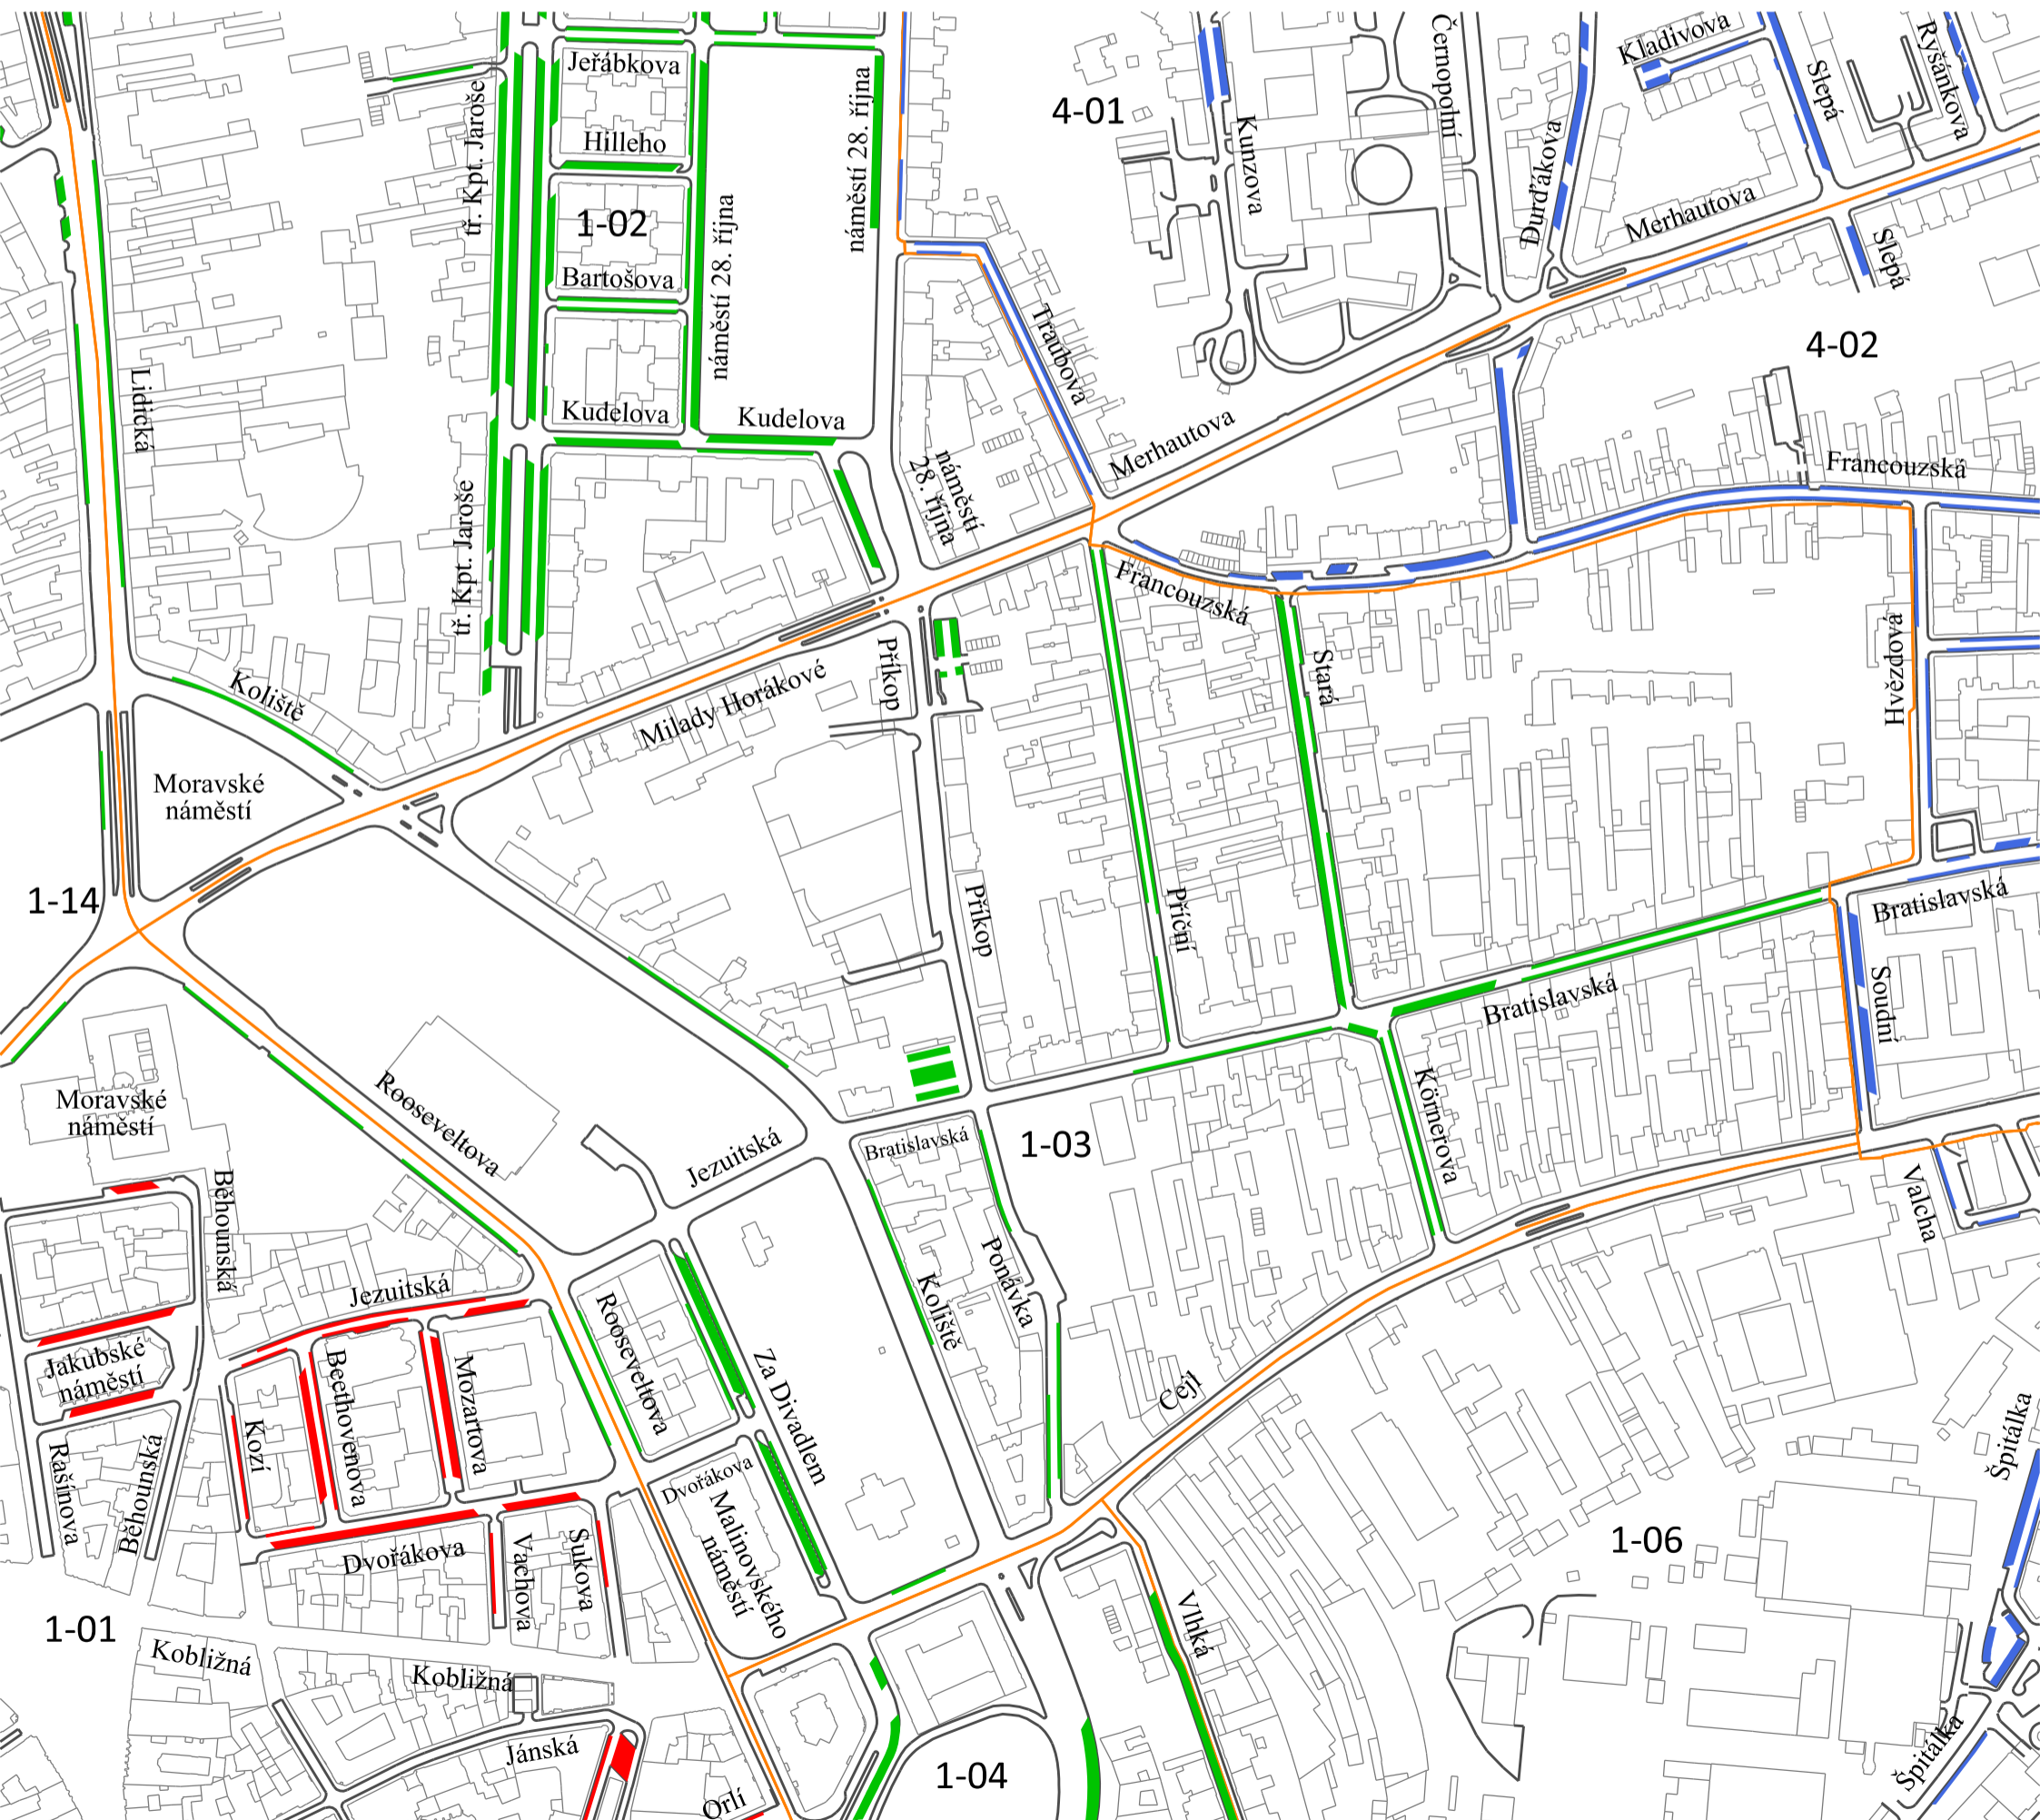 Jeřábkova
Hilleho
tř. Kpt. Jaroše
1-02
náměstí 28. října
náměstí 28. října
Bartošova
Kudelova
Kudelova
Lidická
tř. Kpt. Jaroše
4-01
Kunzova
Černopolní
Durďákova
Kladivova
Slepá
Ryšánkova
Merhautova
Slepá
4-02
Traubova
Merhautova
náměstí
28. října
Francouzská
Francouzská
Koliště
Milady Horákové
Příkop
Stará
Hvězdová
Moravské
náměstí
1-14
Příkop
Příční
Bratislavská
Bratislavská
Soudní
Moravské
náměstí
Rooseveltova
Jezuitská
Bratislavská
1-03
Körnerova
Valcha
Běhounská
Jezuitská
Koliště
Ponávka
Jakubské
náměstí
Rooseveltova
Za Divadlem
Cejl
Kozí
Beethovenova
Mozartova
Rašínova
Běhounská
Dvořákova
Dvořákova
Malinovského
náměstí
Vachova
Sukova
Vlhká
1-06
Špitálka
1-01
Kobližná
Kobližná
Jánská
Orlí
1-04
Špitálka